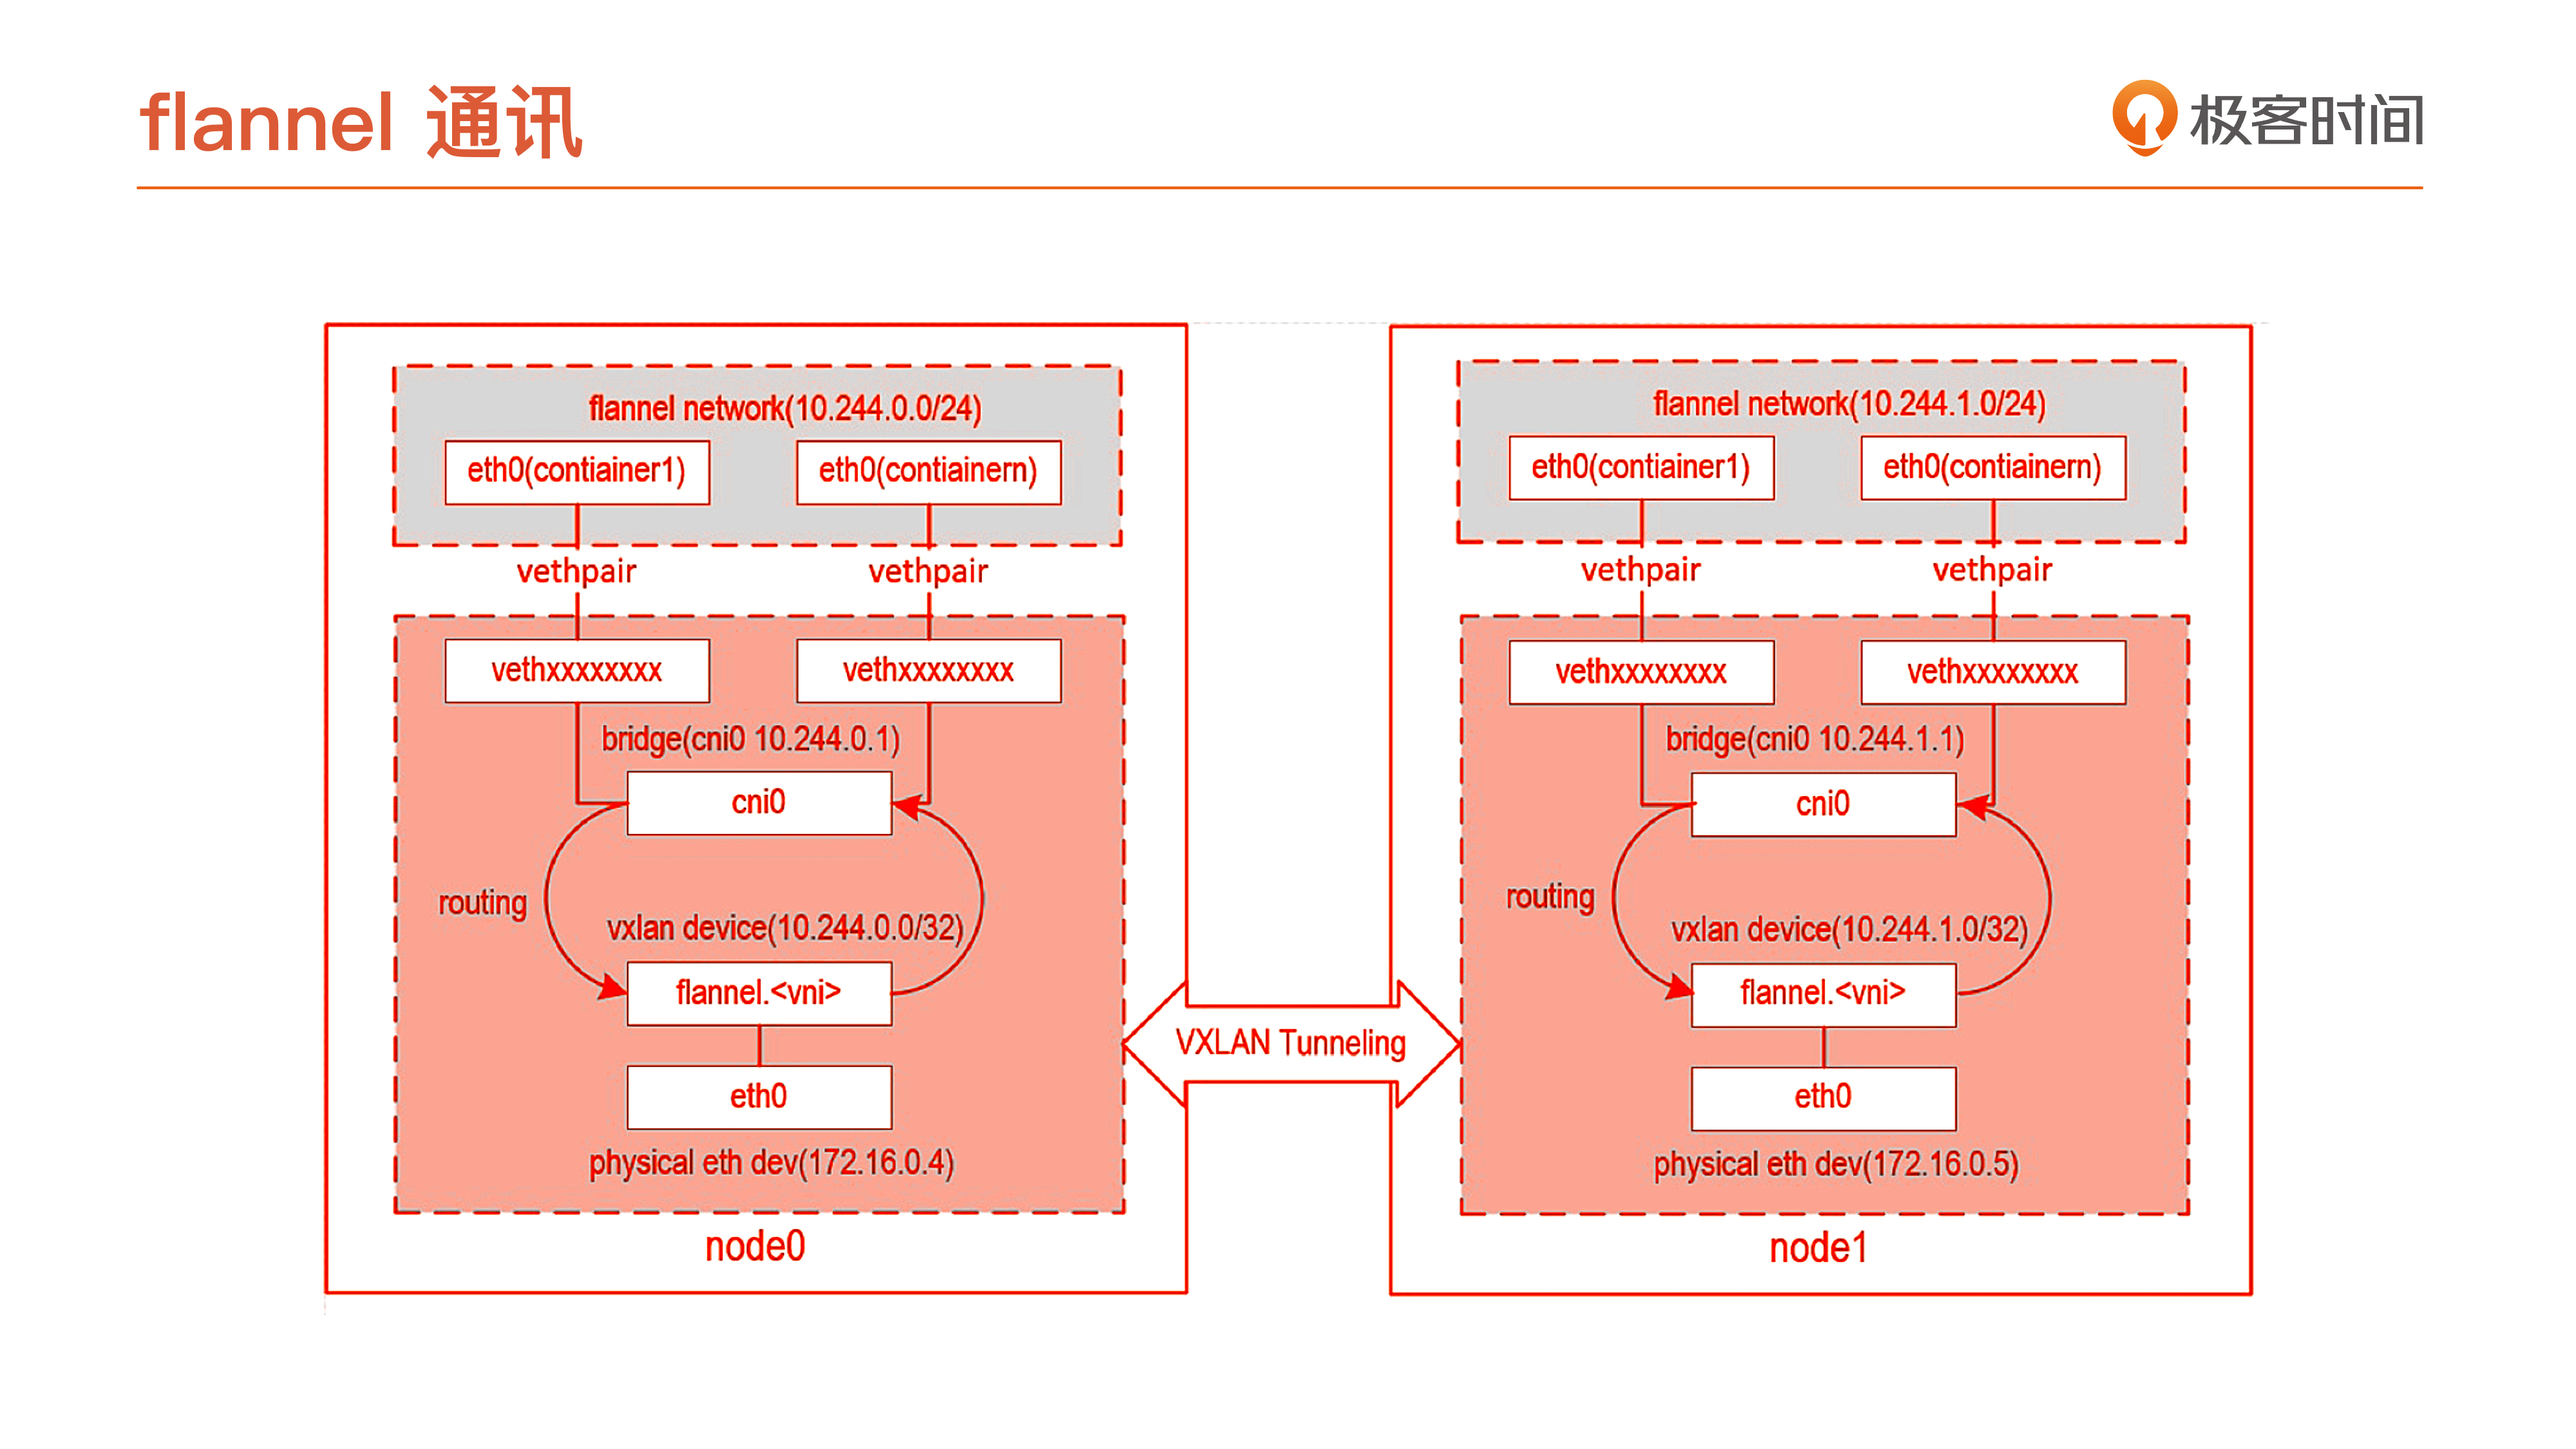 flannel 通讯
极客时间
flannel network(10.244.0.0/24)
eth0(contiainer1)
eth0(contiainern)
vethpair
vethpair
vethxxxxxxxx
vethxxxxxxxx
bridge(cni0 10.244.0.1)
cni0
routing
vxlan device(10.244.0.0/32)
flannel.<vni>
eth0
physical eth dev(172.16.0.4)
node0
VXLAN Tunneling
flannel network(10.244.1.0/24)
eth0(contiainer1)
eth0(contiainern)
vethpair
vethpair
vethxxxxxxxx
vethxxxxxxxx
bridge(cni0 10.244.1.1)
cni0
routing
vxlan device(10.244.1.0/32)
flannel.<vni>
eth0
physical eth dev(172.16.0.5)
node1